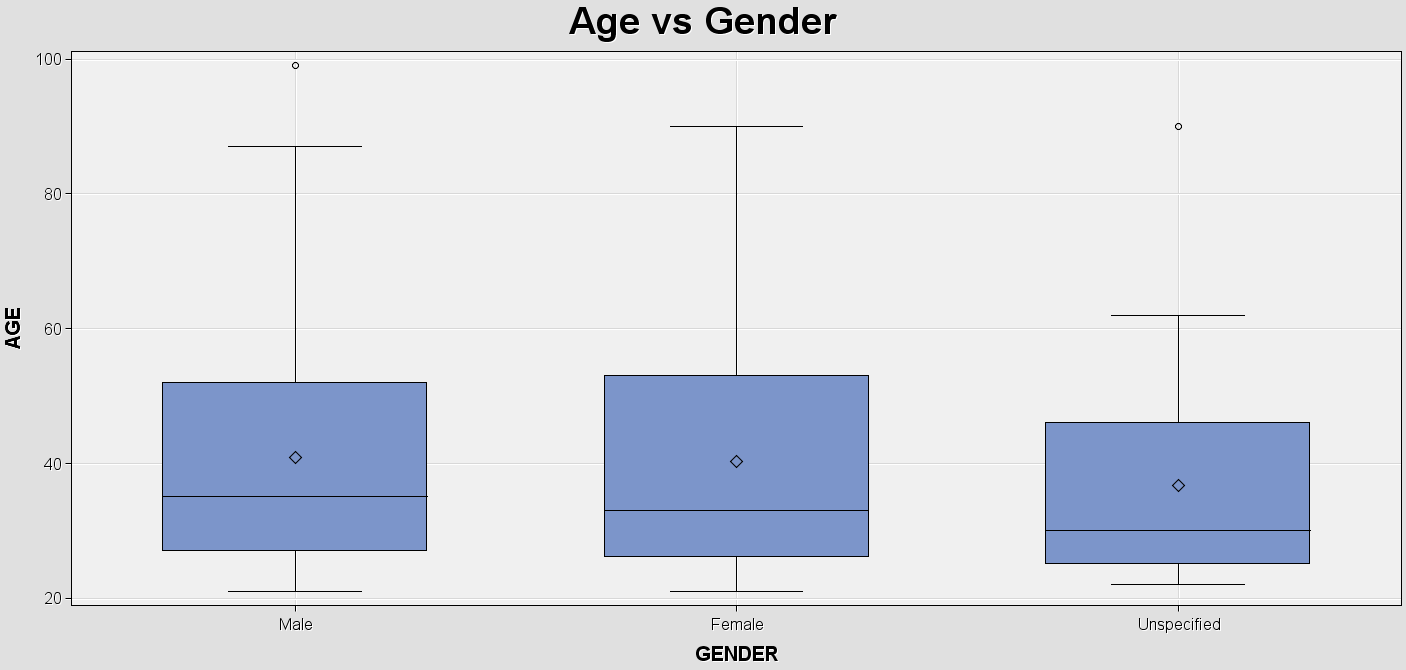 Age vs Gender
100
80
60
40
20
AGE
Male
Female
Unspecified
GENDER